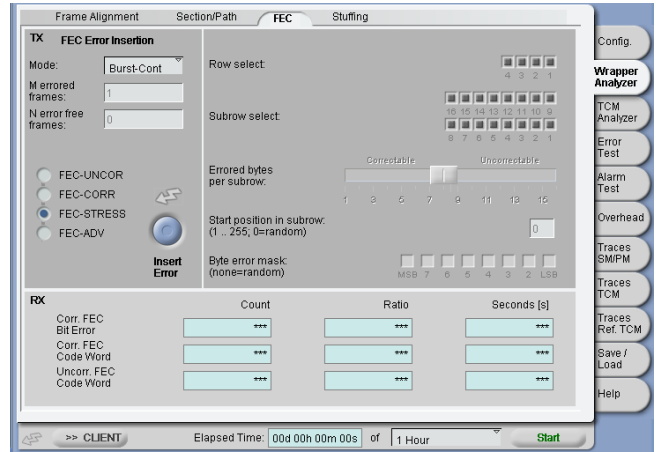 Frame Alignment Section/Path FEC Stuffing
TX FEC Error Insertion
Mode: Burst-Cont
M errored
frames: 1
N error free
frames: 0
FEC-UNCOR
FEC-CORR
FEC-STRESS
FEC-ADV
Insert
Error
Row select:
4 3 2 1
Subrow select:
16 15 14 13 12 11 10 9
8 7 6 5 4 3 2 1
Errored bytes
per subrow:
Correctable Uncorrectable
1 3 5 7 9 11 13 15
Start position in subrow:
(1 .. 255; 0=random) 0
Byte error mask:
(none=random)
MSB 7 6 5 4 3 2 LSB
RX Count Ratio Seconds [s]
Corr. FEC
Bit Error *** *** ***
Corr. FEC
Code Word *** *** ***
Uncorr. FEC
Code Word *** *** ***
>> CLIENT Elapsed Time: 00d 00h 00m 00s of 1 Hour Start
Config.
Wrapper
Analyzer
TCM
Analyzer
Error
Test
Alarm
Test
Overhead
Traces
SM/PM
Traces
TCM
Traces
Ref. TCM
Save /
Load
Help